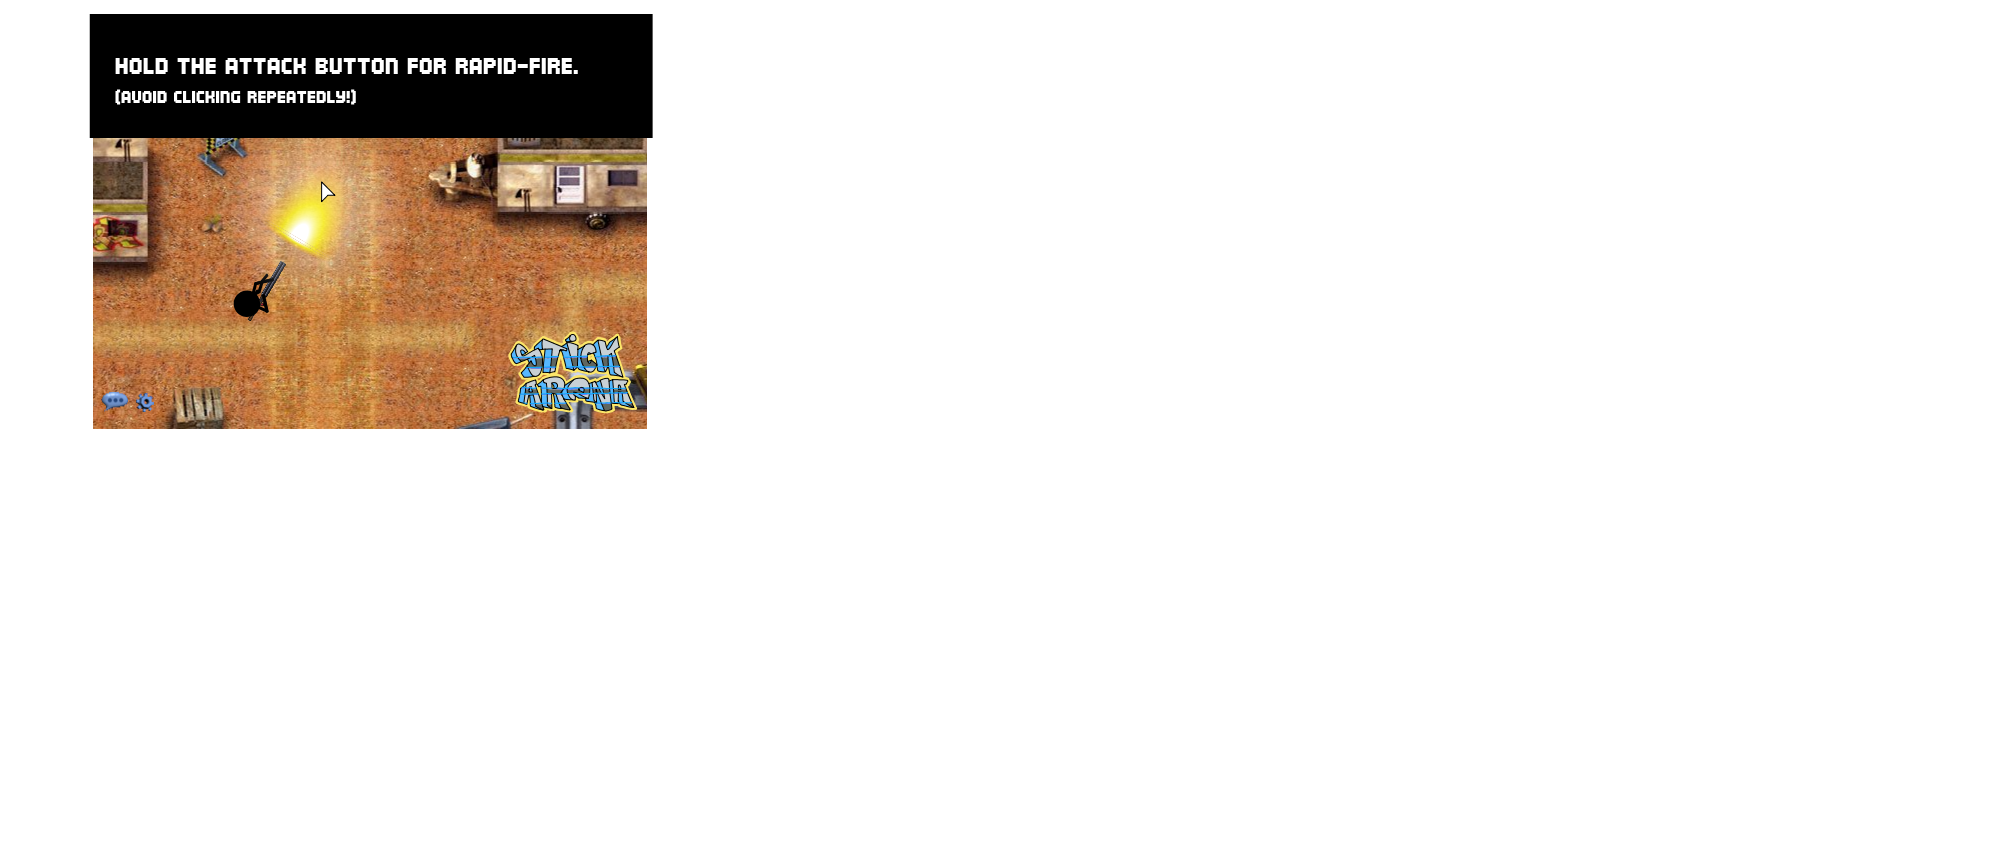 HOLD THE ATTACK BUTTON FOR RAPID-FIRE.
(AVOID CLICKING REPEATEDLY!)
STICK
ARENA